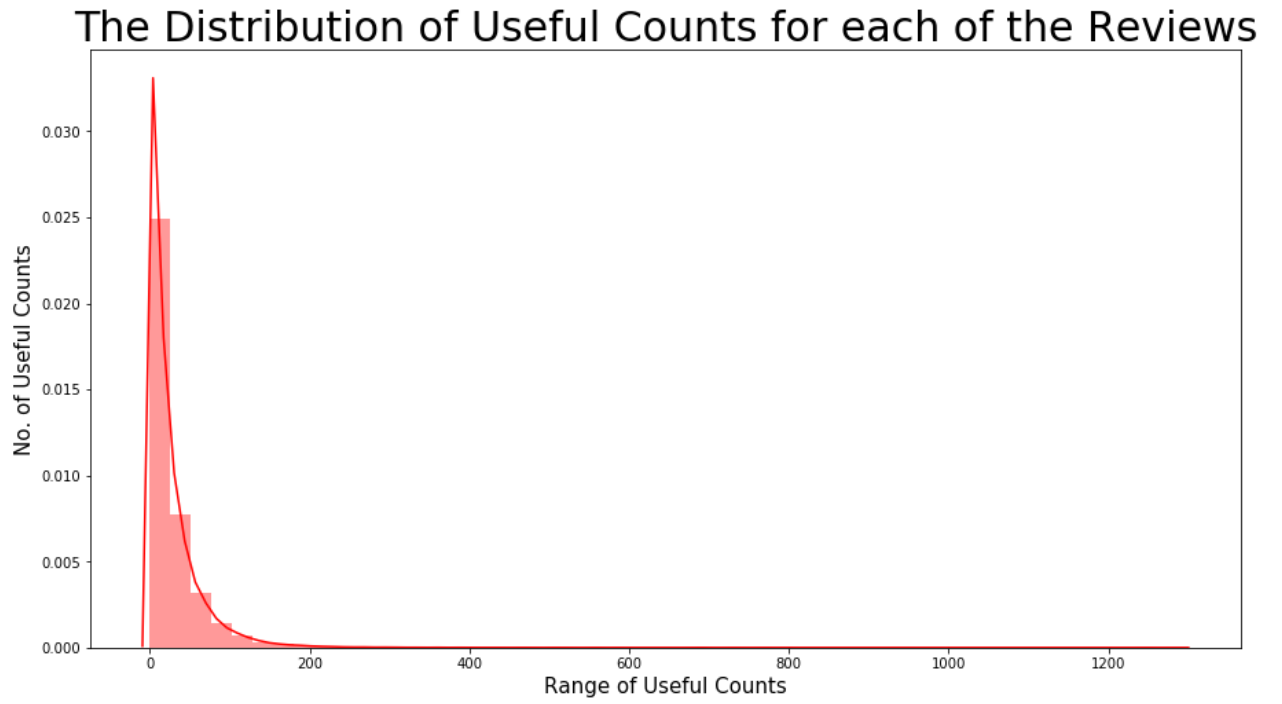 The Distribution of Useful Counts for each of the Reviews
No. of Useful Counts
0.030
0.025
0.020
0.015
0.010
0.005
0.000
0 200 400 600 800 1000 1200
Range of Useful Counts